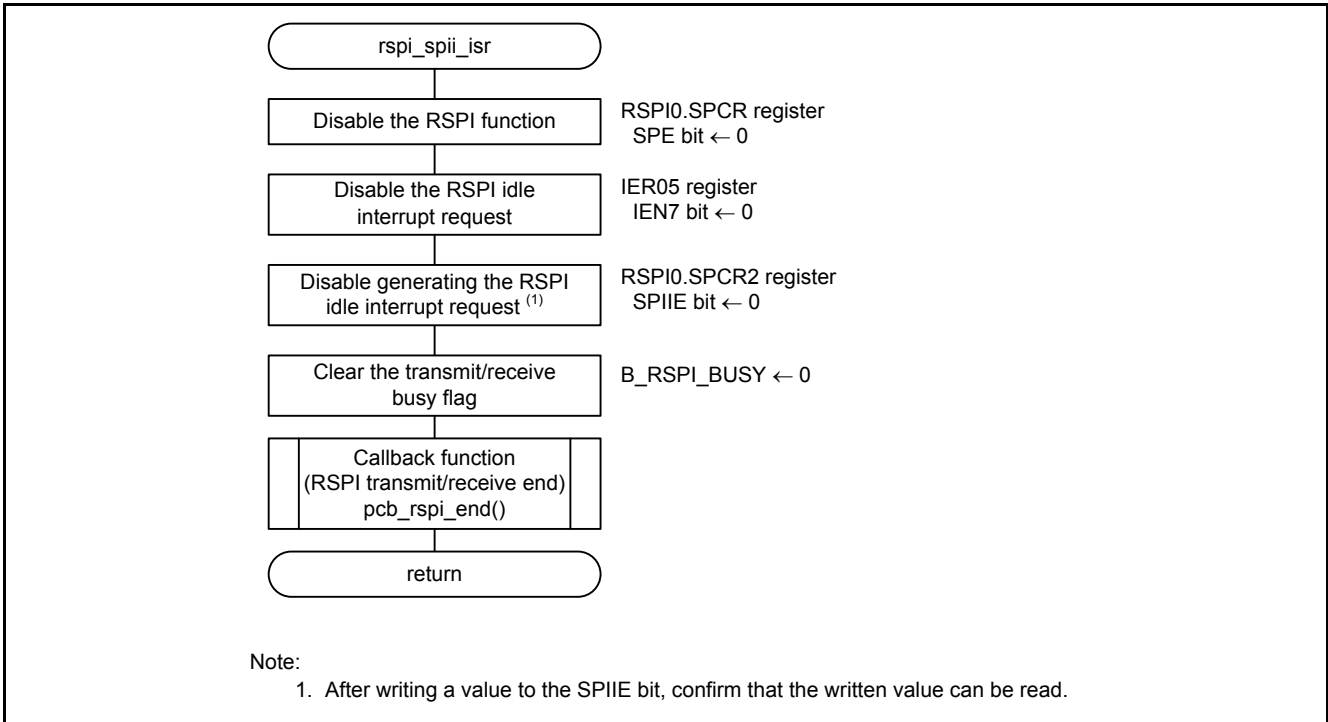 rspi_spii_isr
Disable the RSPI function
RSPI0.SPCR register
SPE bit ← 0
Disable the RSPI idle
interrupt request
IER05 register
IEN7 bit ← 0
Disable generating the RSPI
idle interrupt request (1)
RSPI0.SPCR2 register
SPIIE bit ← 0
Clear the transmit/receive
busy flag
B_RSPI_BUSY ← 0
Callback function
(RSPI transmit/receive end)
pcb_rspi_end()
return
Note:
1. After writing a value to the SPIIE bit, confirm that the written value can be read.